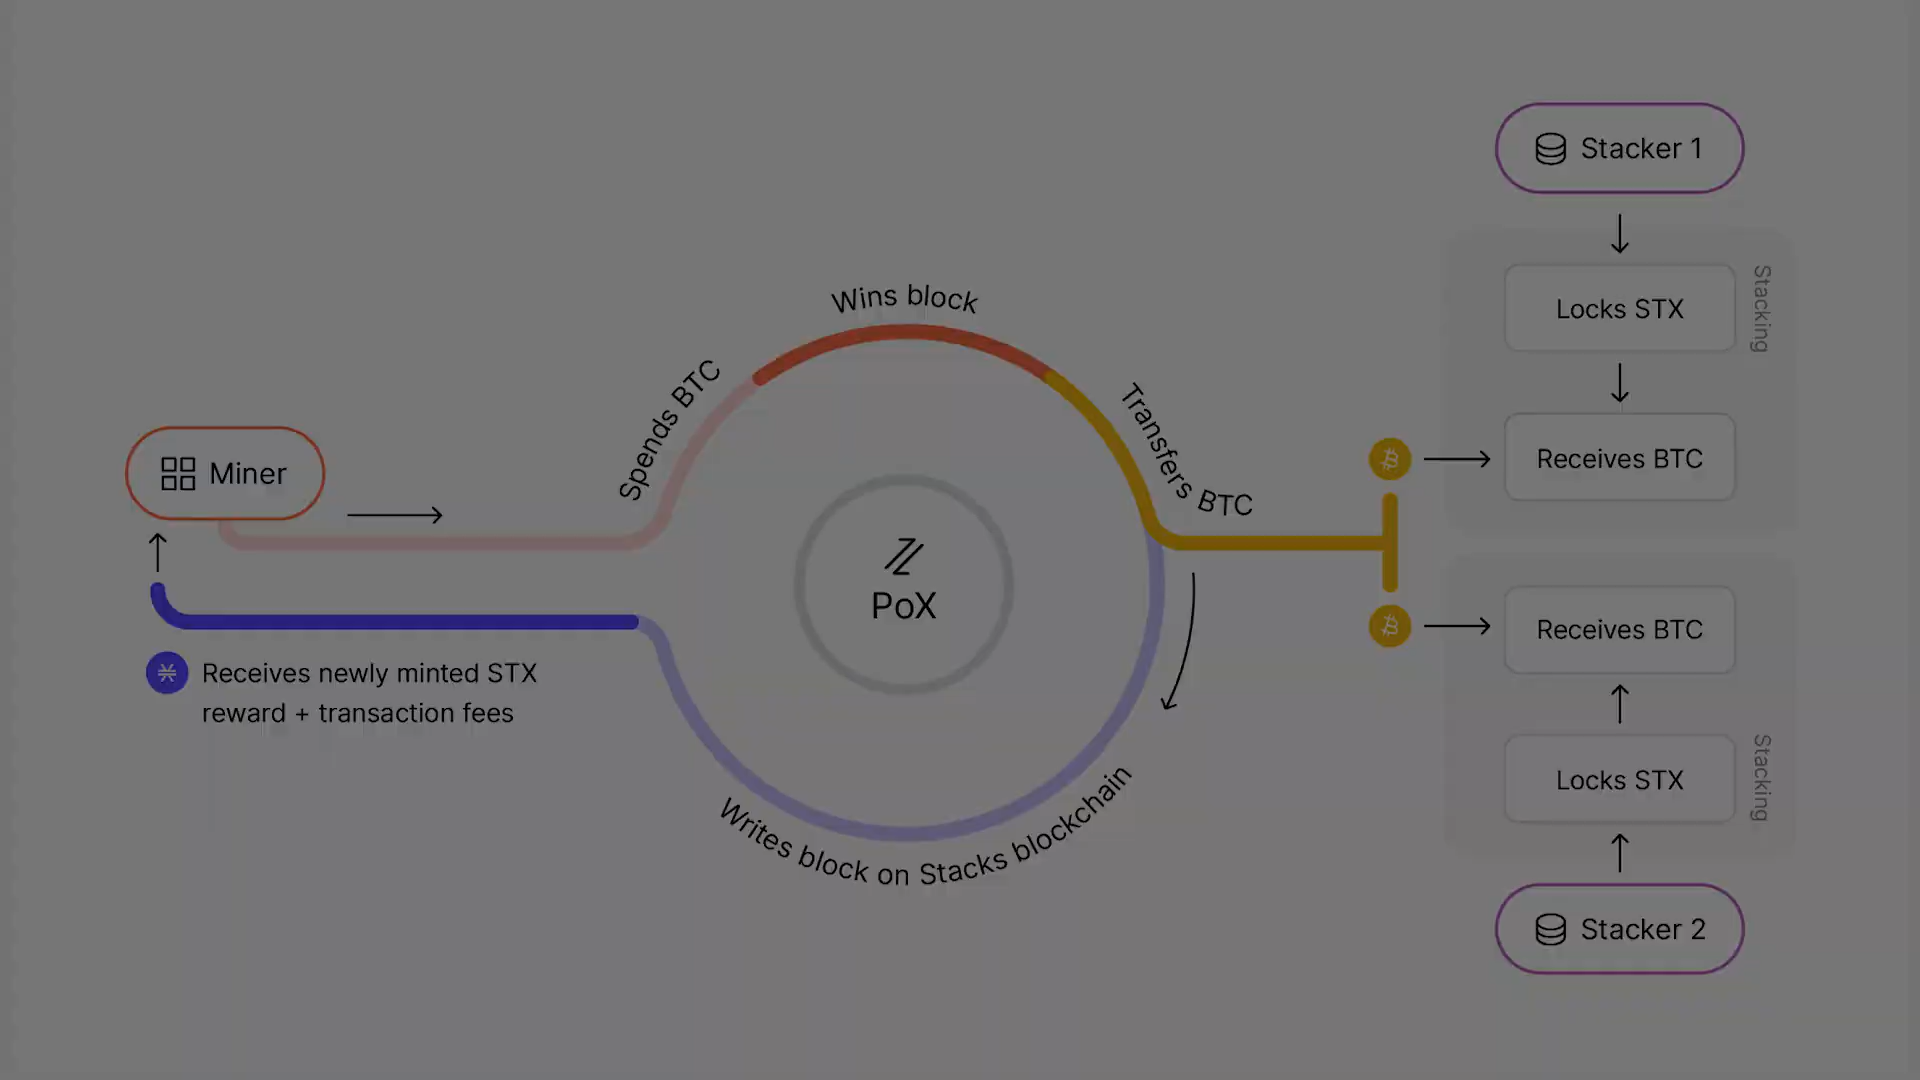 Stacker 1
Locks STX
Stacking
Receives BTC
Wins block
Spends BTC
Transfers BTC
Miner
PoX
Receives newly minted STX
reward + transaction fees
Writes block on Stacks blockchain
Receives BTC
Locks STX
Stacking
Stacker 2